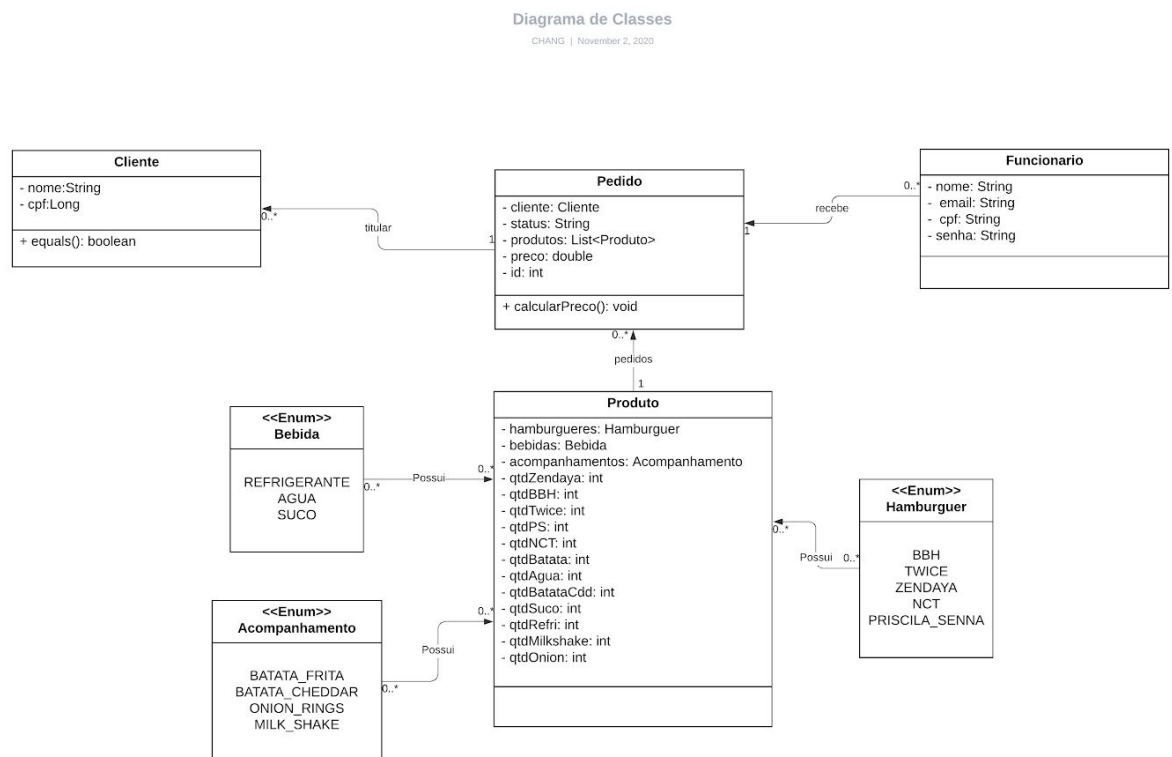 Diagrama de Classes
CHANG | November 2, 2020
Cliente
- nome:String
- cpf:Long
+ equals(): boolean
0..*
titular
1
Pedido
- cliente: Cliente
- status: String
- produtos: List<Produto>
- preco: double
- id: int
+ calcularPreco(): void
1
recebe
0..*
Funcionario
- nome: String
- email: String
- cpf: String
- senha: String
0..*
pedidos
1
Produto
- hamburgueres: Hamburguer
- bebidas: Bebida
- acompanhamentos: Acompanhamento
- qtdZendaya: int
- qtdBBH: int
- qtdTwice: int
- qtdPS: int
- qtdNCT: int
- qtdBatata: int
- qtdAgua: int
- qtdBatataCdd: int
- qtdSuco: int
- qtdRefri: int
- qtdMilkshake: int
- qtdOnion: int
<<Enum>>
Bebida
REFRIGERANTE
AGUA
SUCO
0..*
Possui
0..*
<<Enum>>
Acompanhamento
BATATA_FRITA
BATATA_CHEDDAR
ONION_RINGS
MILK_SHAKE
0..*
Possui
0..*
<<Enum>>
Hamburguer
BBH
TWICE
ZENDAYA
NCT
PRISCILA_SENNA
0..*
Possui
0..*